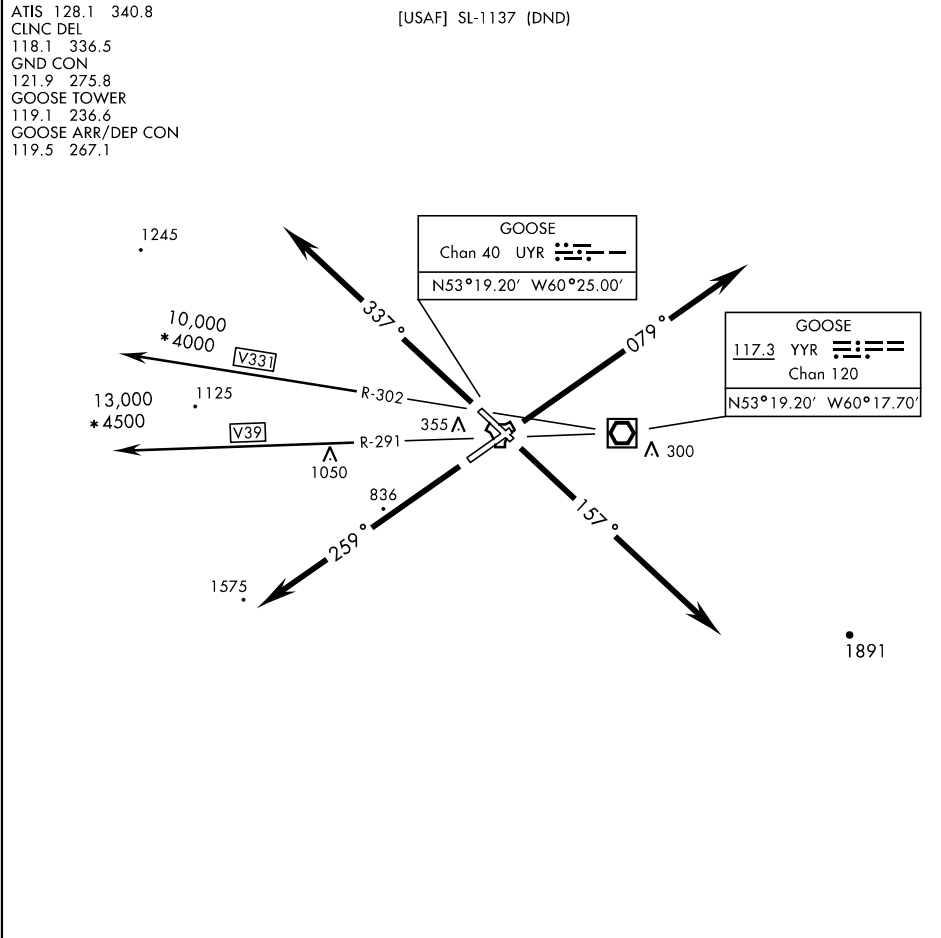 ATIS 128.1 340.8
CLNC DEL
118.1 336.5
GND CON
121.9 275.8
GOOSE TOWER
119.1 236.6
GOOSE ARR/DEP CON
119.5 267.1
[USAF] SL-1137 (DND)
1245
GOOSE
Chan 40 UYR
N53°19.20' W60°25.00'
337°
079°
10,000
*4000
V331
R-302
GOOSE
117.3 YYR
Chan 120
N53°19.20' W60°17.70'
13,000
*4500
1125
V39
R-291
355
300
1050
836
259°
157°
1575
1891